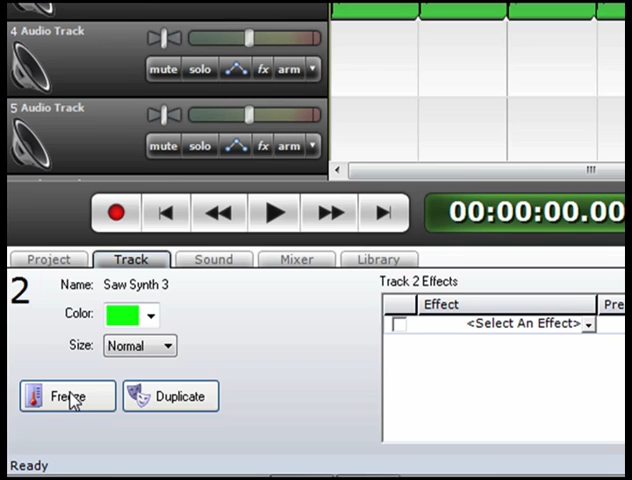 4 Audio Track
mute solo fx arm
5 Audio Track
mute solo fx arm
00:00:00.00
Project Track Sound Mixer Library
2 Name: Saw Synth 3
Color:
Size: Normal
Freeze Duplicate
Track 2 Effects
Effect Pre
<Select An Effect>
Ready